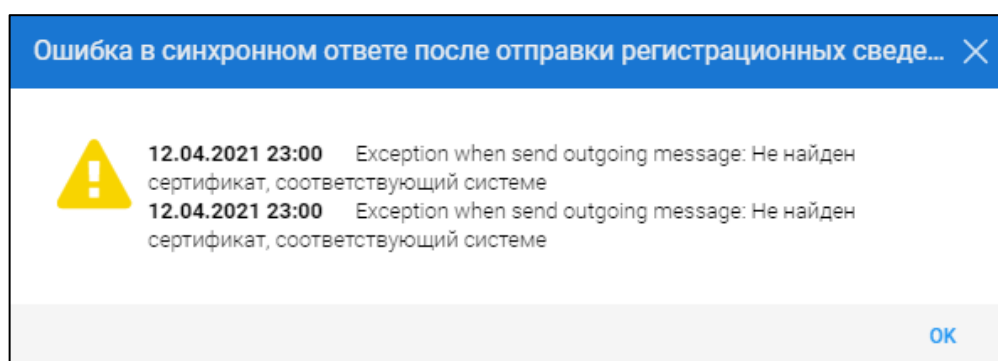 Ошибка в синхронном ответе после отправки регистрационных сведе...
12.04.2021 23:00 Exception when send outgoing message: Не найден
сертификат, соответствующий системе
12.04.2021 23:00 Exception when send outgoing message: Не найден
сертификат, соответствующий системе
OK